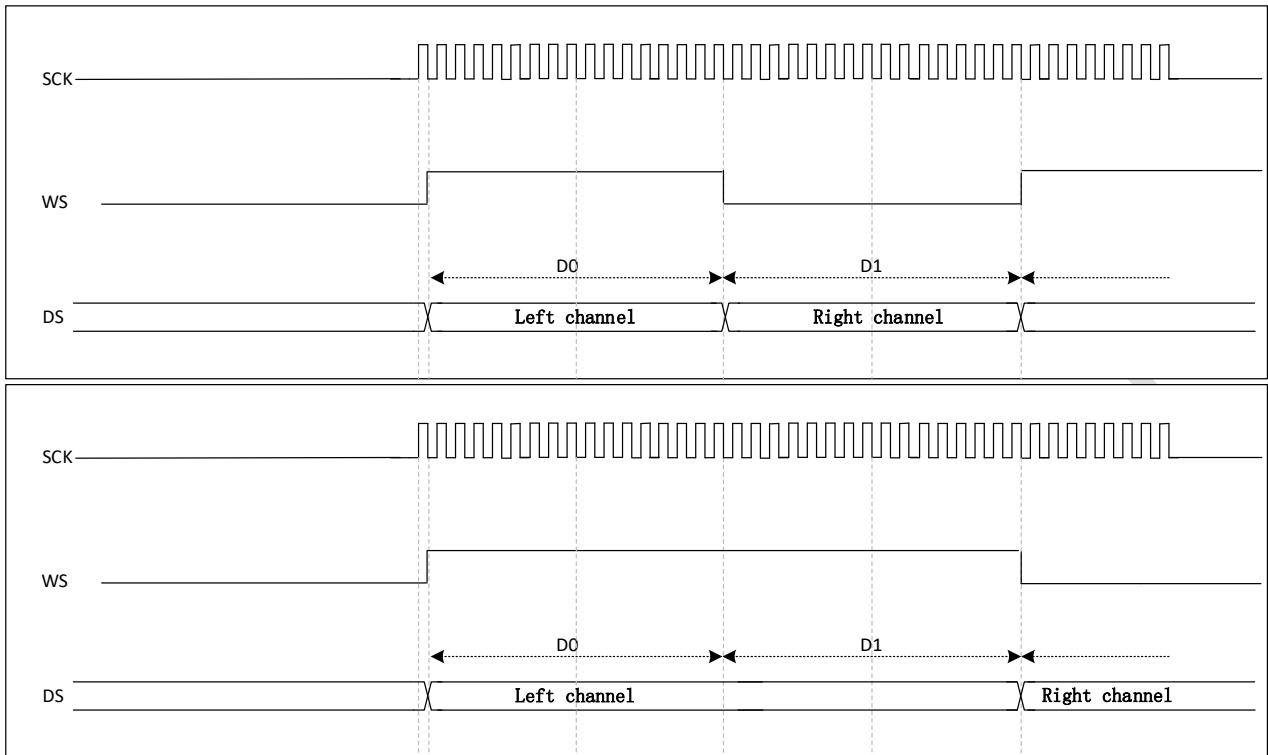 SCK
WS
D0 D1
DS Left channel Right channel
SCK
WS
D0 D1
DS Left channel Right channel